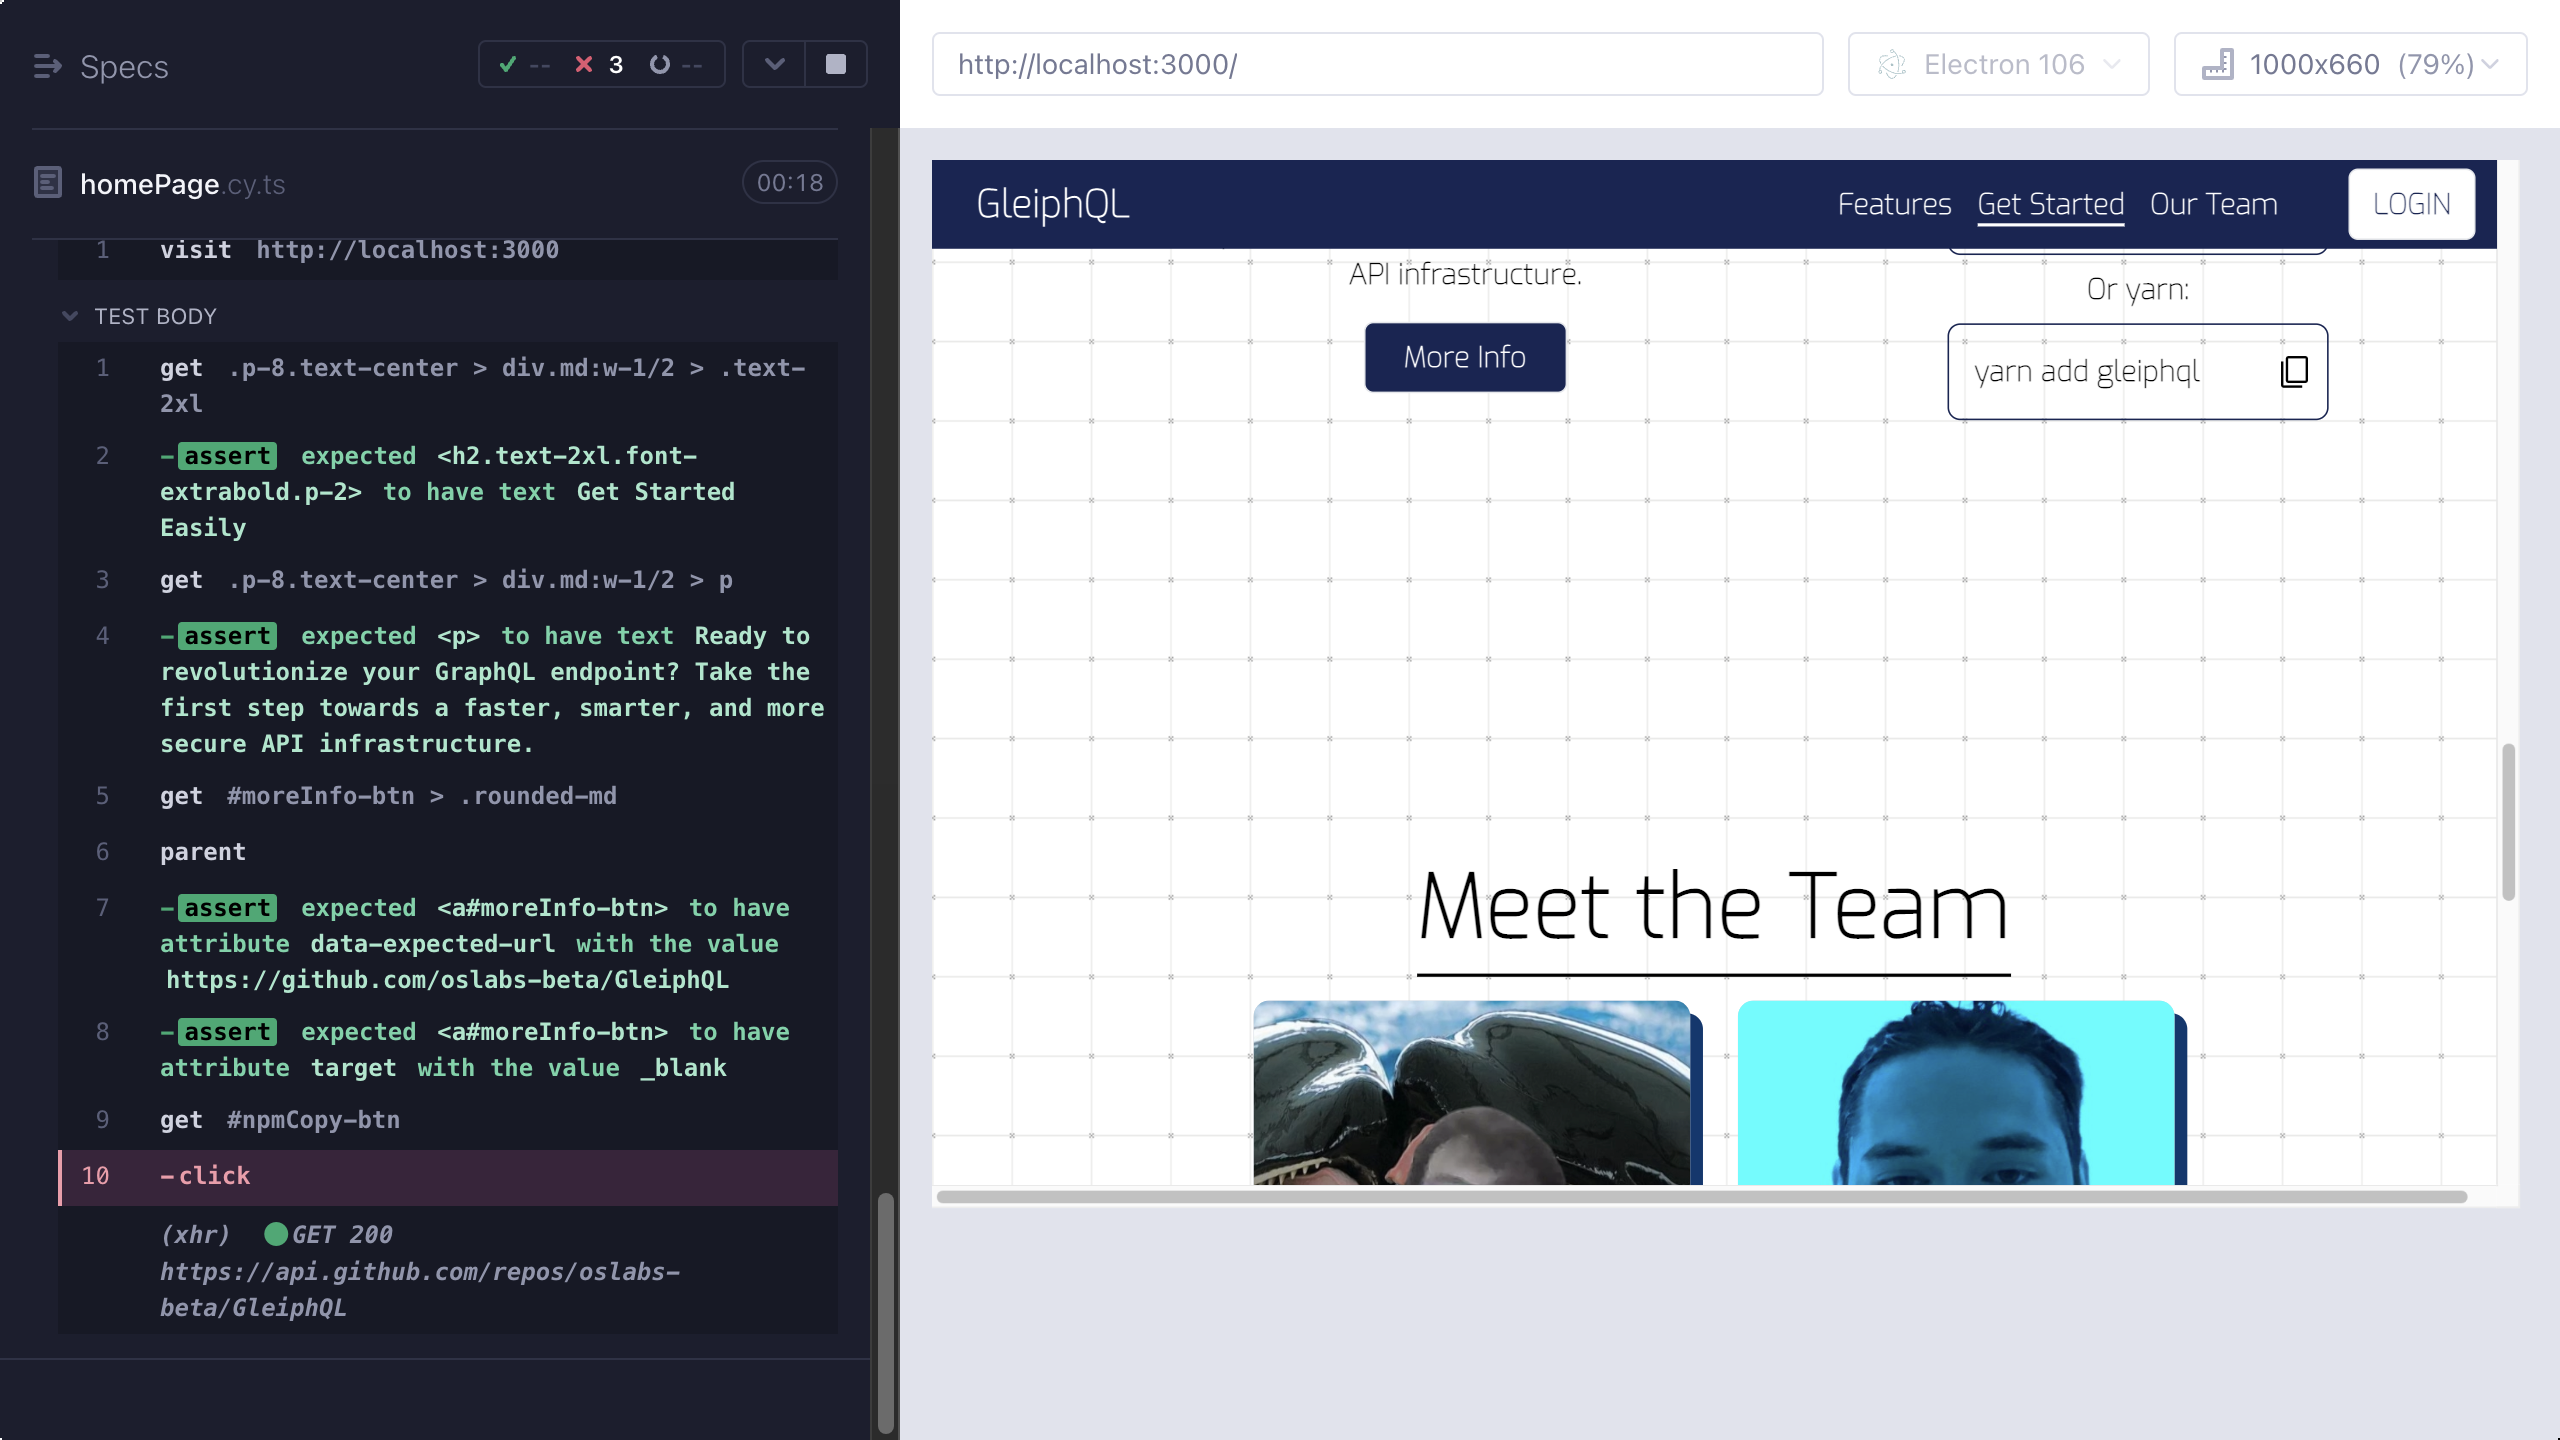 Specs
-- 3 --
homePage.cy.ts
00:18
1 visit http://localhost:3000
TEST BODY
1 get .p-8.text-center > div.md:w-1/2 > .text-
2xl
2 -assert expected <h2.text-2xl.font-
extrabold.p-2> to have text Get Started
Easily
3 get .p-8.text-center > div.md:w-1/2 > p
4 -assert expected <p> to have text Ready to
revolutionize your GraphQL endpoint? Take the
first step towards a faster, smarter, and more
secure API infrastructure.
5 get #moreInfo-btn > .rounded-md
6 parent
7 -assert expected <a#moreInfo-btn> to have
attribute data-expected-url with the value
https://github.com/oslabs-beta/GleiphQL
8 -assert expected <a#moreInfo-btn> to have
attribute target with the value _blank
9 get #npmCopy-btn
10 -click
(xhr) GET 200
https://api.github.com/repos/oslabs-
beta/GleiphQL
http://localhost:3000/
Electron 106
1000x660 (79%)
GleiphQL
Features Get Started Our Team LOGIN
API infrastructure.
More Info
Or yarn:
yarn add gleiphql
Meet the Team